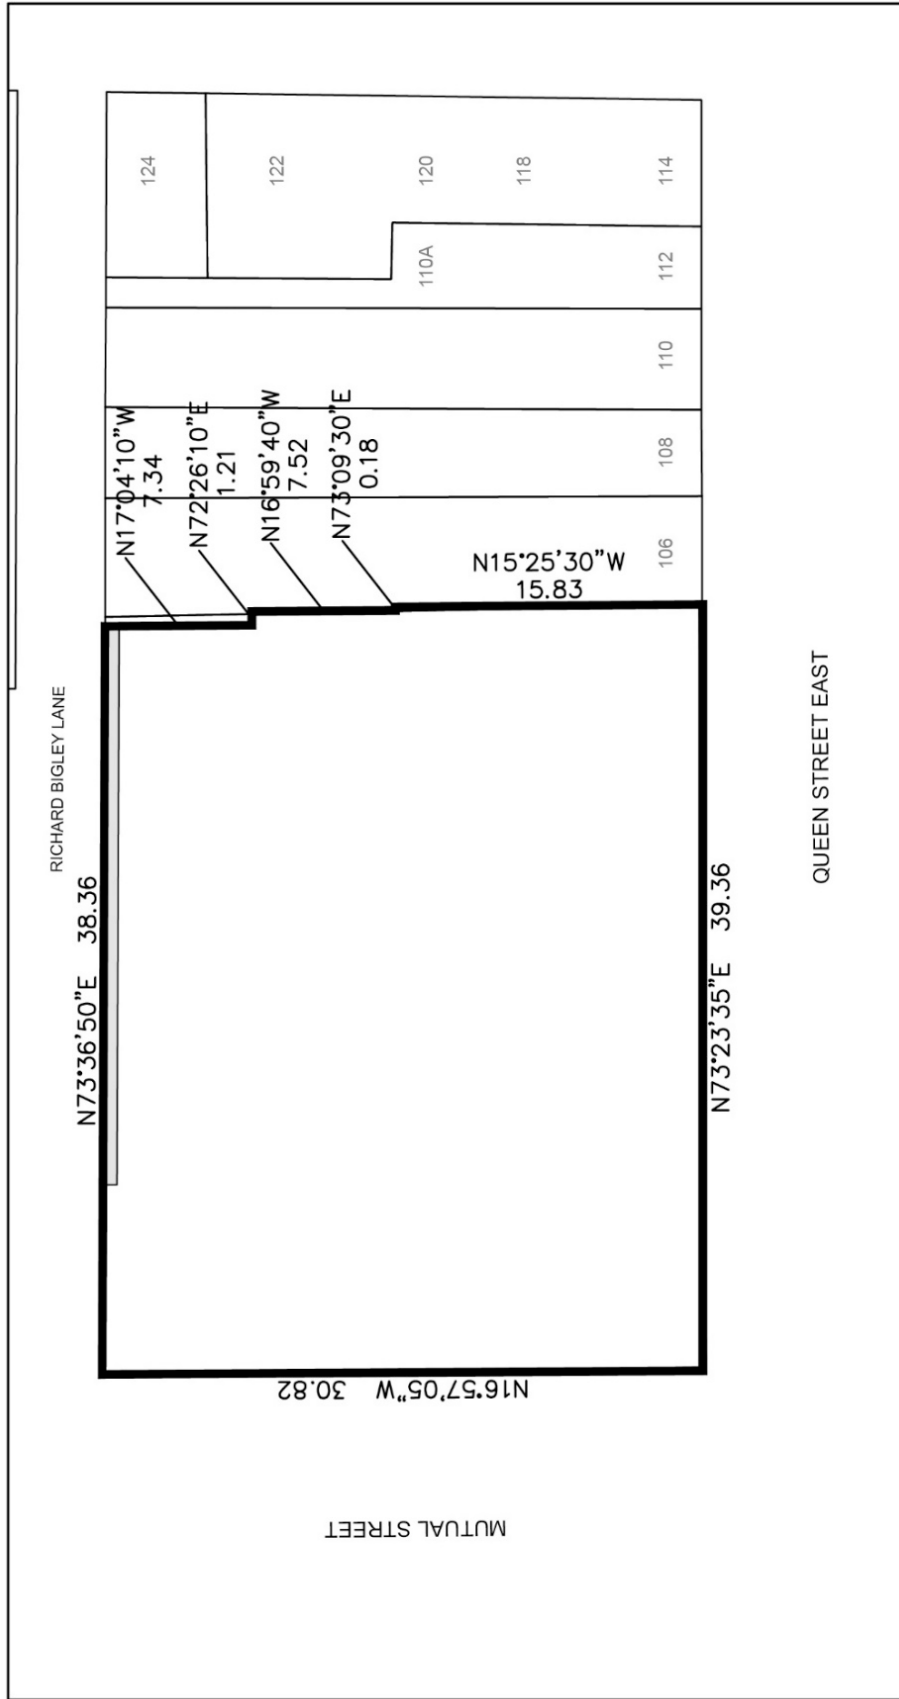 124
122
120
118
114
110A
112
110
108
106
N17°04'10"W
7.34
N72°26'10"E
1.21
N16°59'40"W
7.52
N73°09'30"E
0.18
N15°25'30"W
15.83
RICHARD BIGLEY LANE
N73°36'50"E 38.36
QUEEN STREET EAST
N73°23'35"E 39.36
N16°57'05"W 30.82
MUTUAL STREET